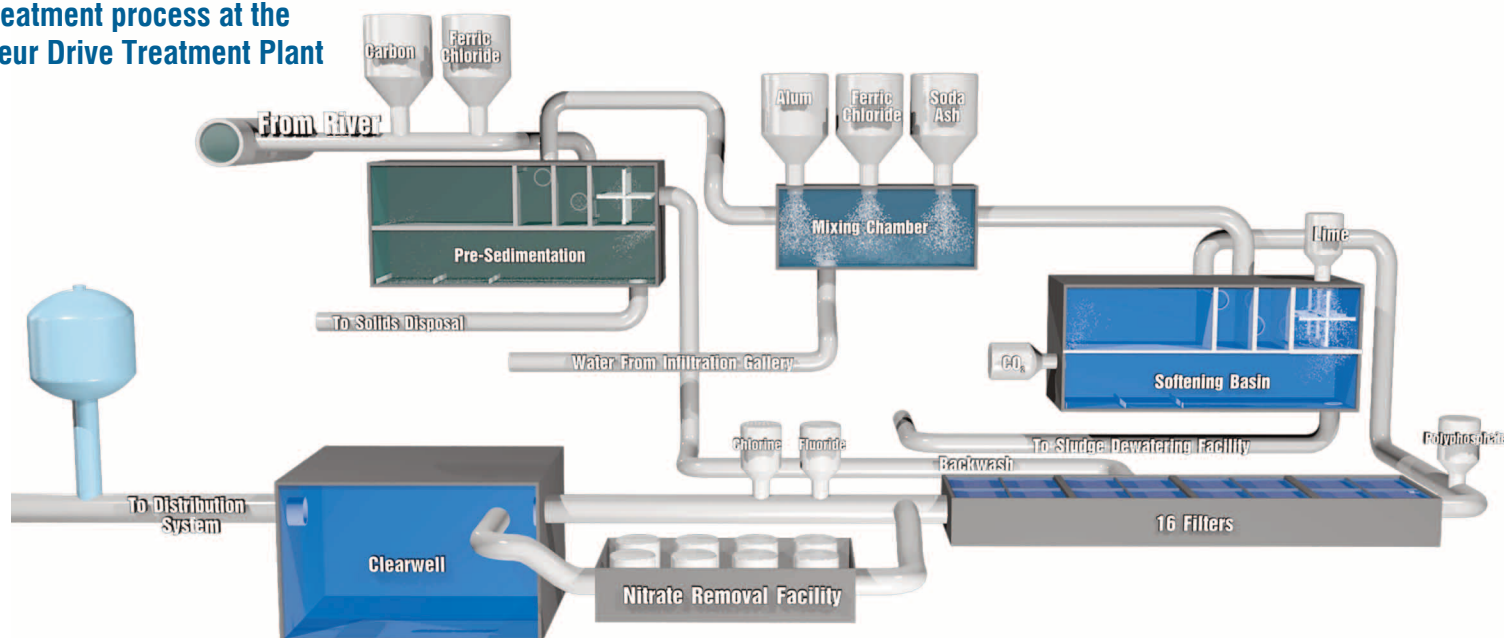 eatment process at the
eur Drive Treatment Plant
Carbon
Ferric
Chloride
From River
Alum
Ferric
Chloride
Soda
Ash
Mixing Chamber
Pre-Sedimentation
To Solids Disposal
Water From Infiltration Gallery
Lime
CO2
Softening Basin
To Sludge Dewatering Facility
Polyphosphate
Chlorine
Fluoride
Backwash
To Distribution
System
16 Filters
Clearwell
Nitrate Removal Facility